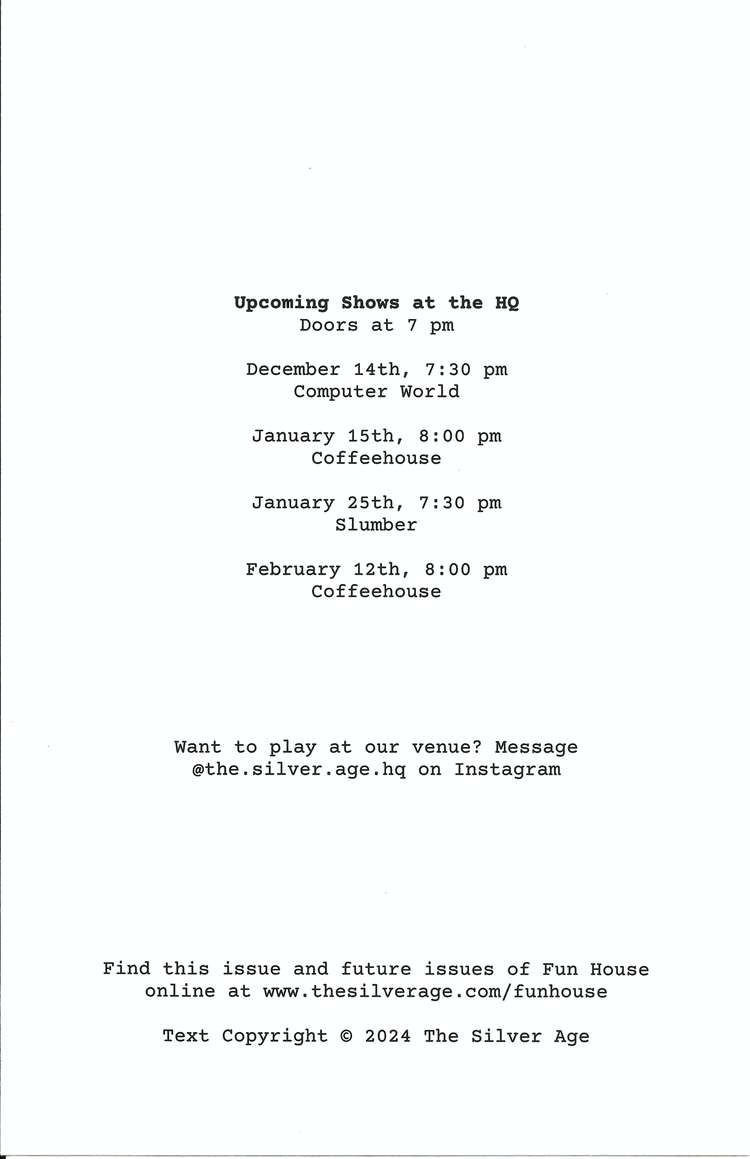 Upcoming Shows at the HQ
Doors at 7 pm
December 14th, 7:30 pm
Computer World
January 15th, 8:00 pm
Coffeehouse
January 25th, 7:30 pm
Slumber
February 12th, 8:00 pm
Coffeehouse
Want to play at our venue? Message
@the.silver.age.hq on Instagram
Find this issue and future issues of Fun House
online at www.thesilverage.com/funhouse
Text Copyright © 2024 The Silver Age